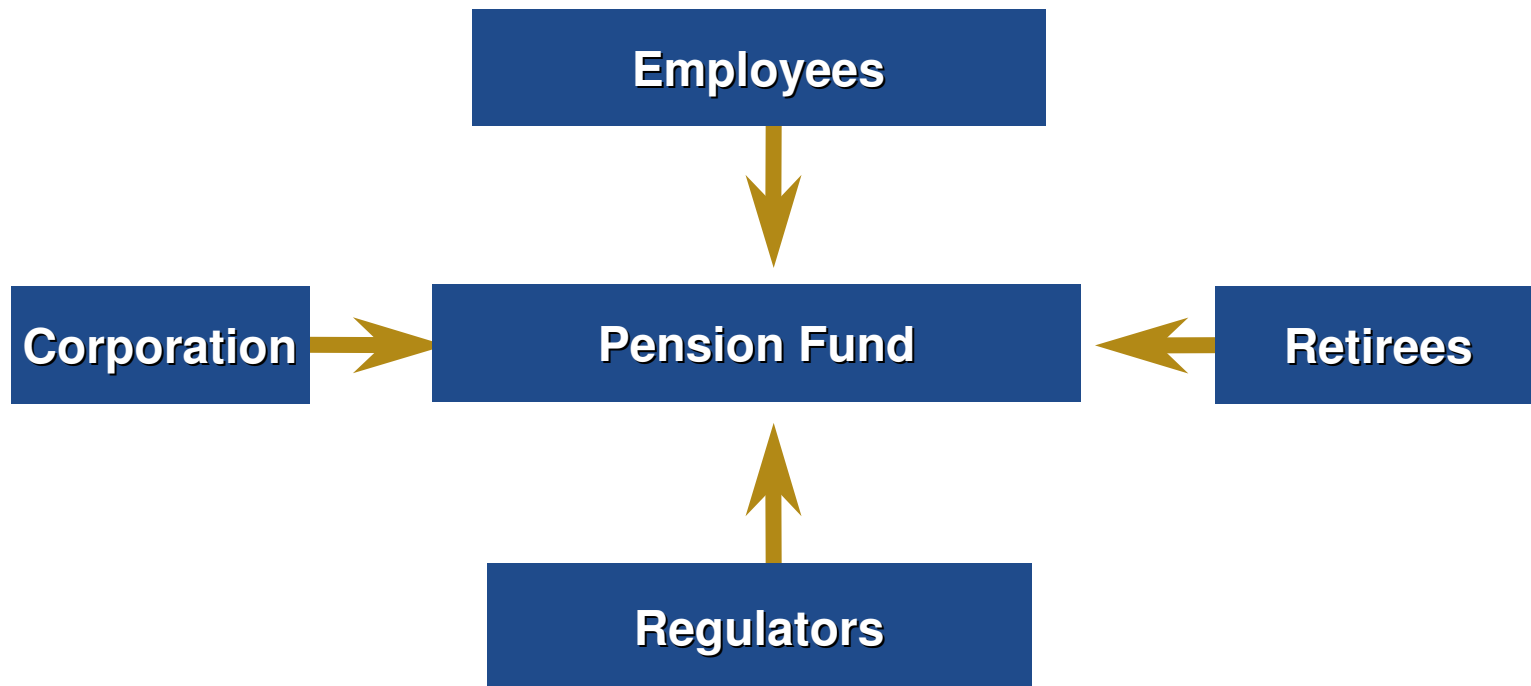 Employees
Corporation
Pension Fund
Retirees
Regulators